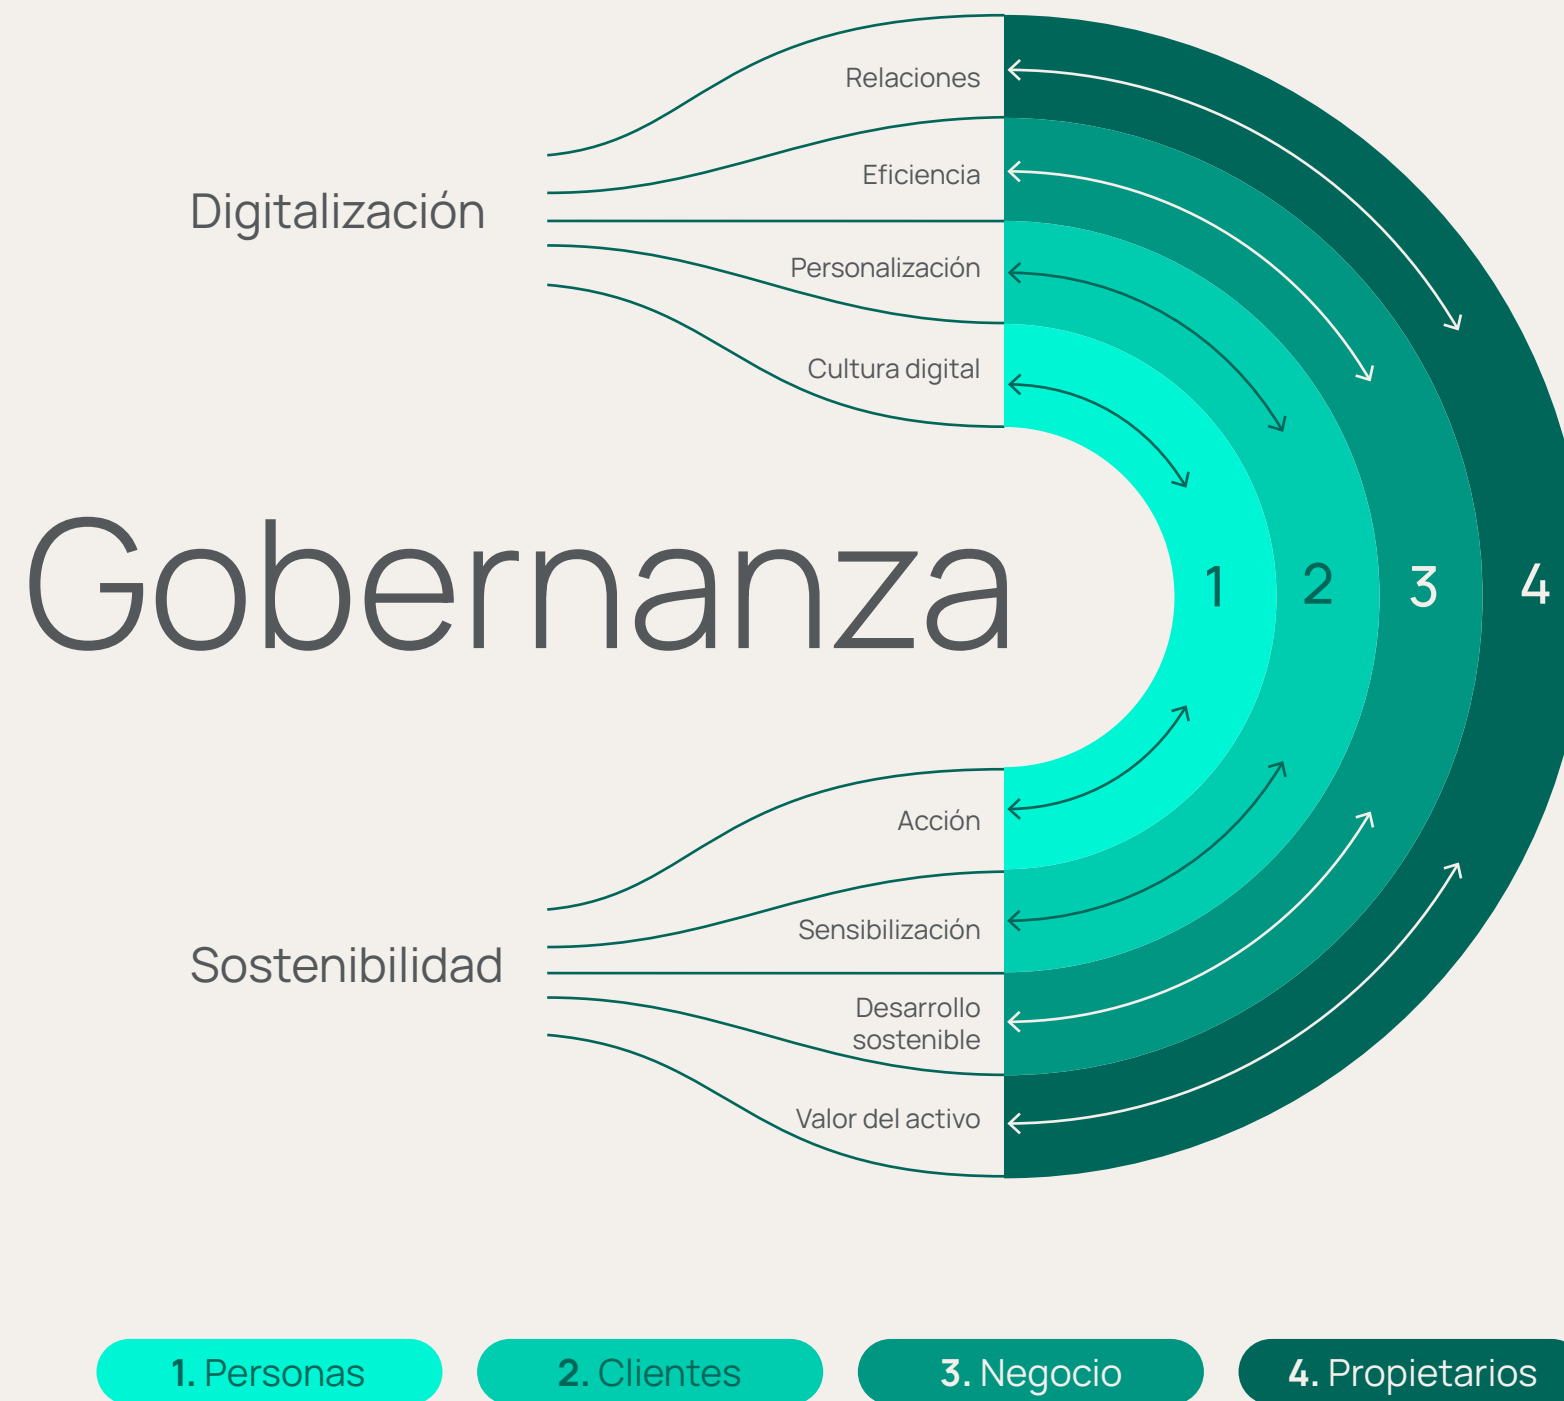 Relaciones
Eficiencia
Digitalización
Personalización
Cultura digital
Gobernanza
1 2 3 4
Acción
Sensibilización
Sostenibilidad
Desarrollo
sostenible
Valor del activo
1. Personas
2. Clientes
3. Negocio
4. Propietarios